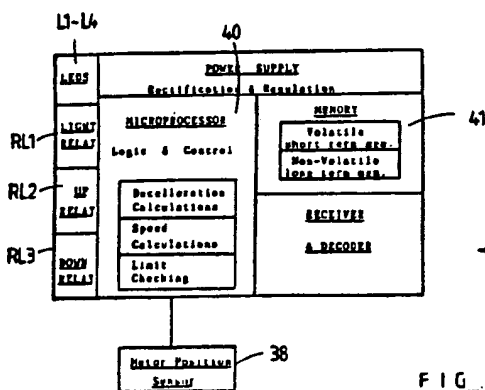 L1~L4
40
LEDS
POWER SUPPLY
Rectification & Regulation
RL1
LIGHT
RELAY
MICROPROCESSOR
Logic & Control
MEMORY
41
Volatile
short term mem.
Non-Volatile
long term mem.
RL2
UP
RELAY
Decelleration
Calculations
Speed
Calculations
Limit
Checking
RECEIVER
& DECODER
RL3
DOWN
RELAY
Motor Position
Sensor
38
FIG